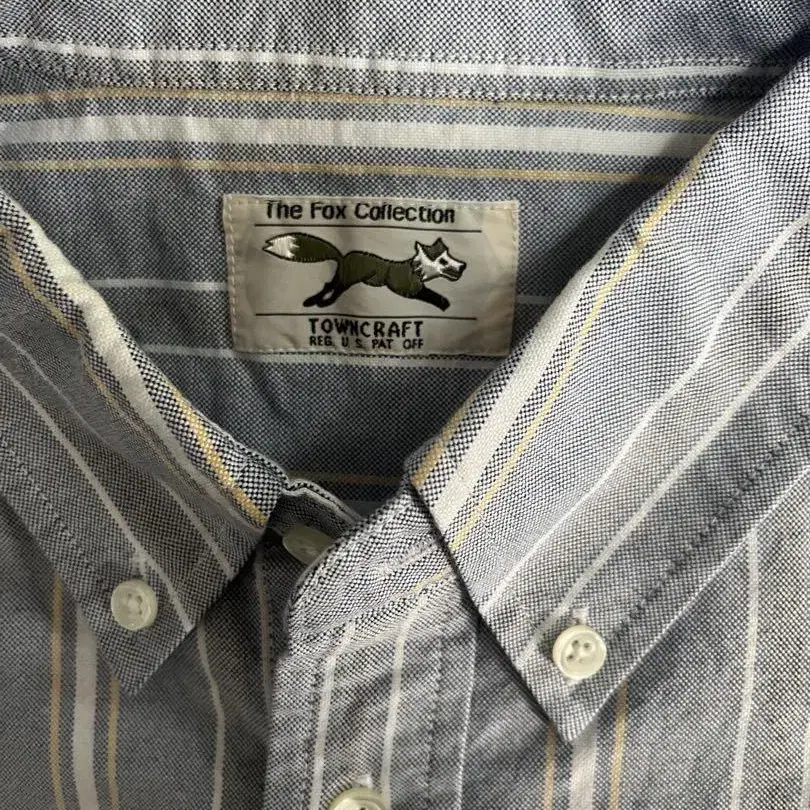 The Fox Collection
TOWNCRAFT
REG. U.S. PAT OFF